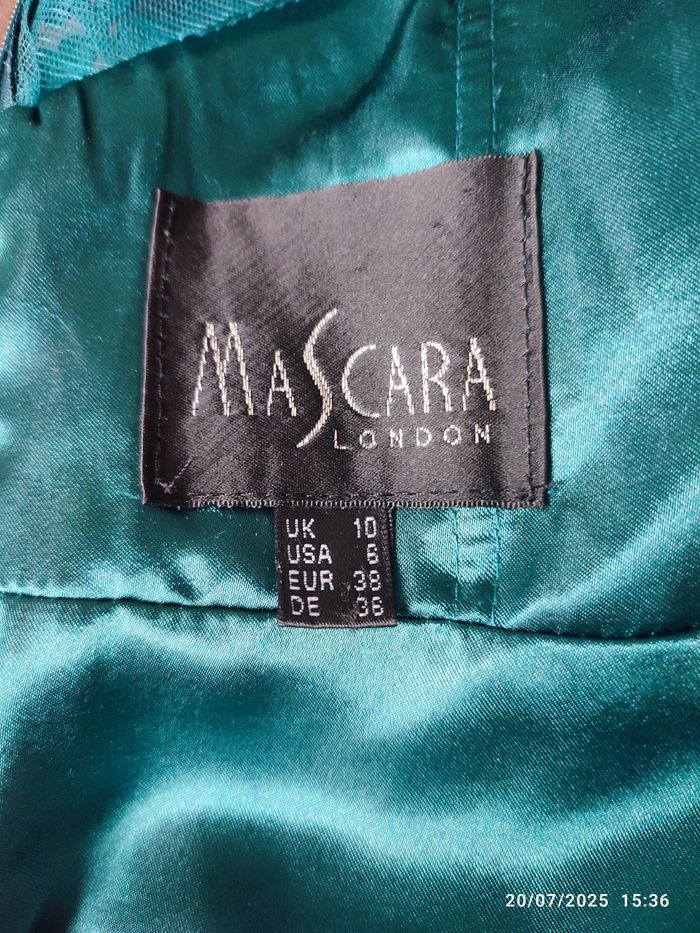 MASCARA
LONDON
UK 10
USA 6
EUR 38
DE 36
20/07/2025 15:36